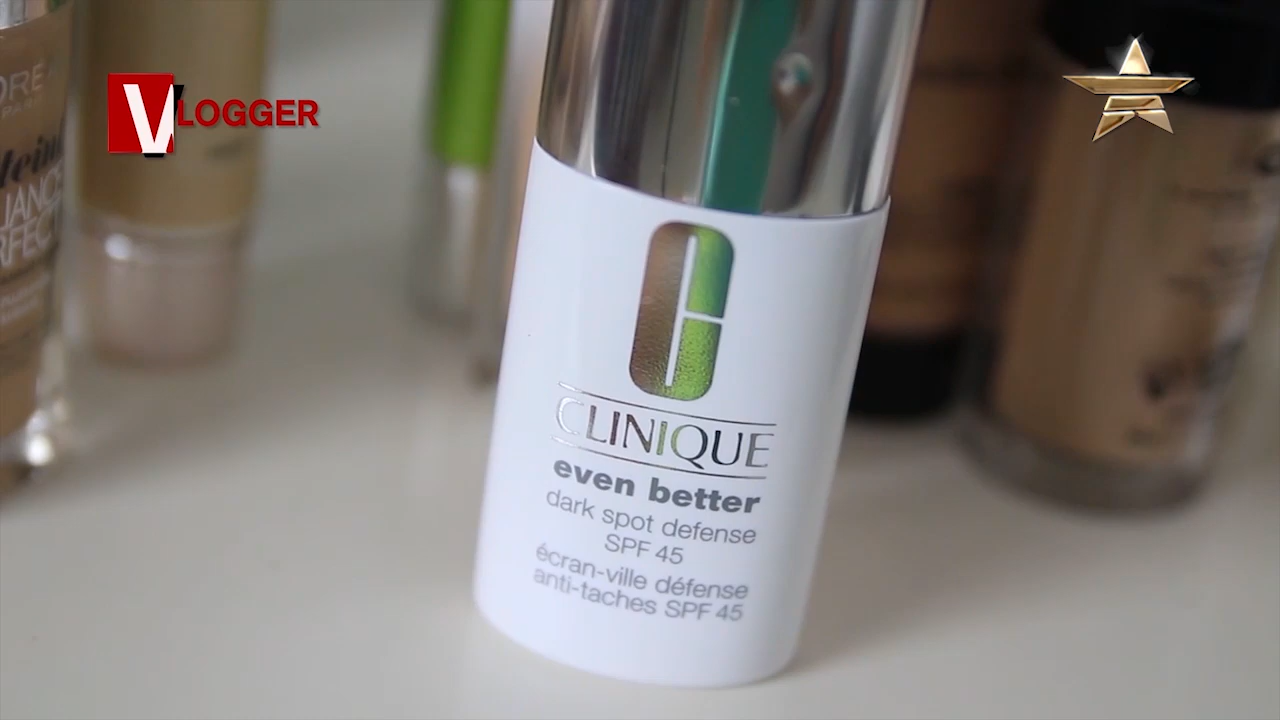 VLOGGER
CLINIQUE
even better
dark spot defense
SPF 45
écran-ville défense
anti-taches SPF 45